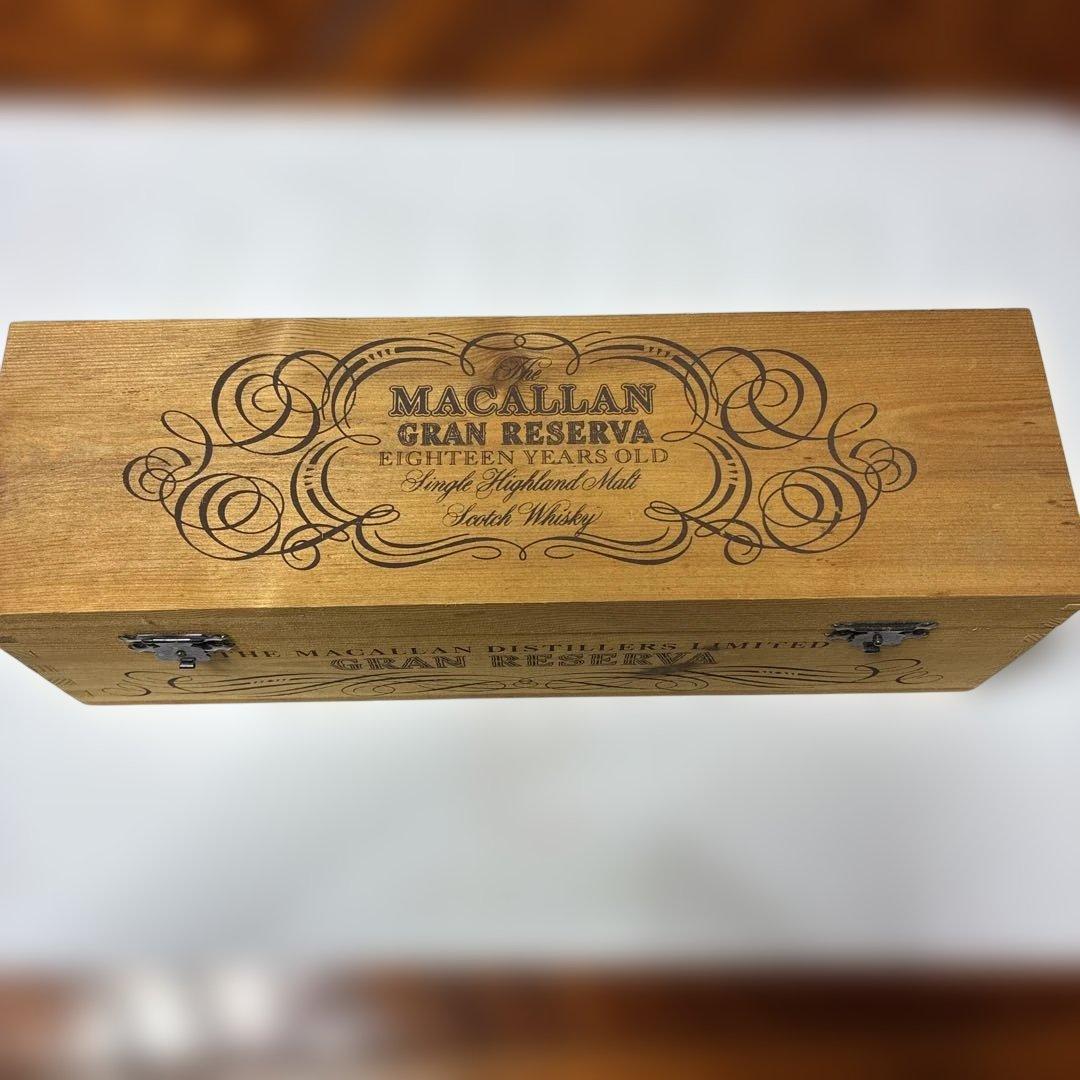 The
MACALLAN
GRAN RESERVA
EIGHTEEN YEARS OLD
Single Highland Malt
Scotch Whisky
THE MACALLAN DISTILLERS LIMITED
GRAN RESERVA